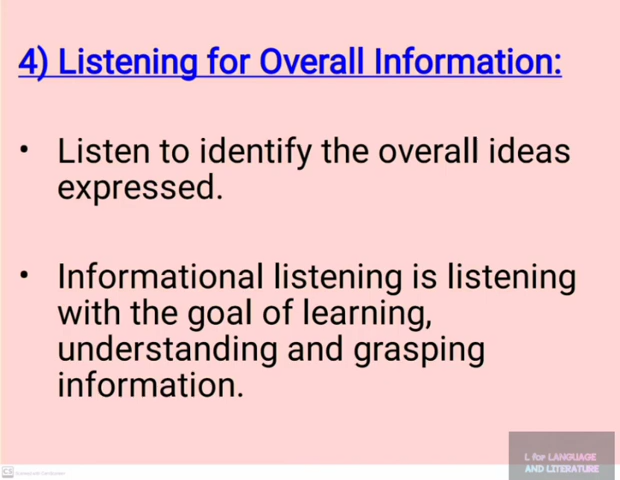 4) Listening for Overall Information:
• Listen to identify the overall ideas
expressed.
• Informational listening is listening
with the goal of learning,
understanding and grasping
information.
L for LANGUAGE
AND LITERATURE
CS